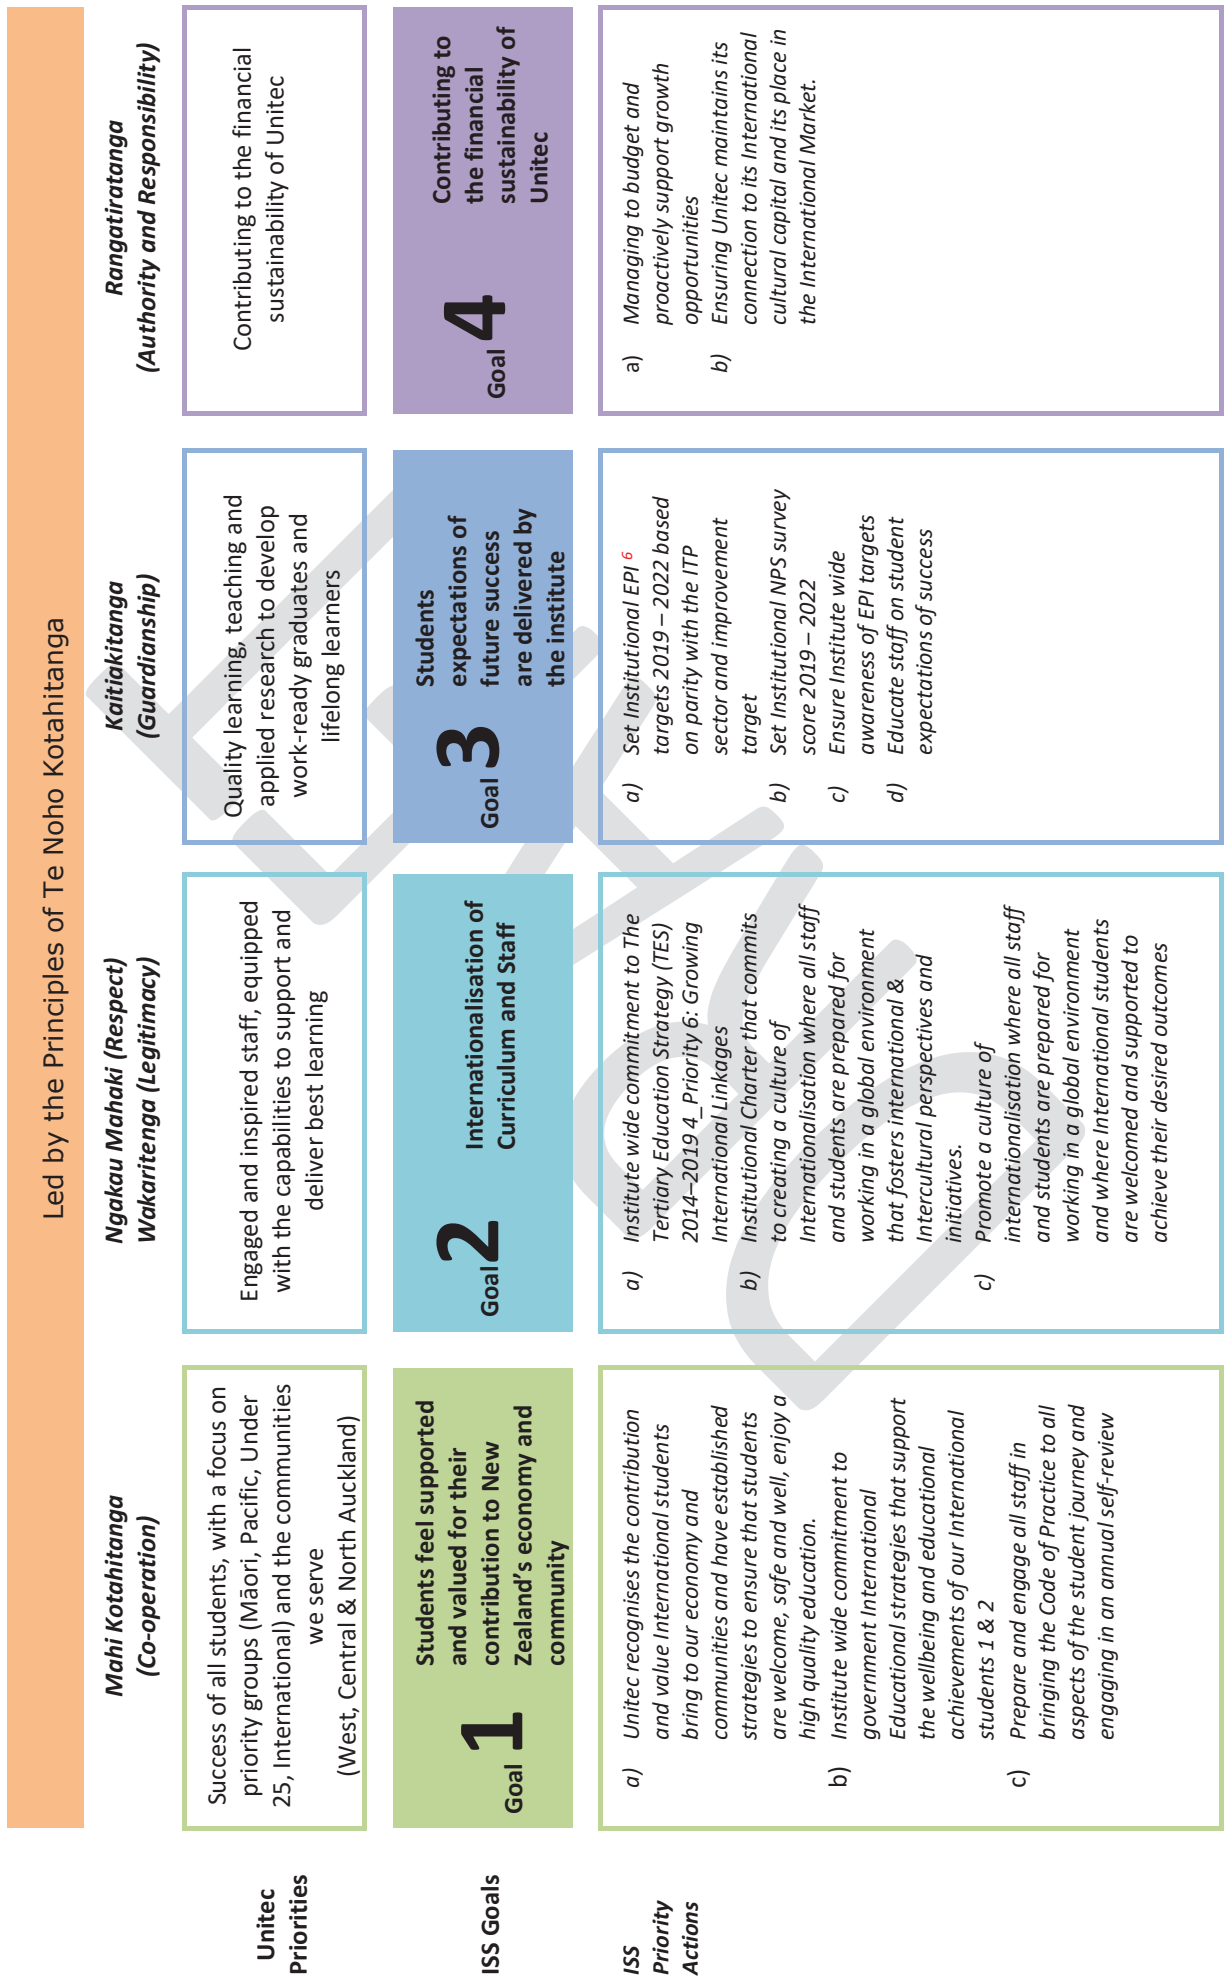 Led by the Principles of Te Noho Kotahitanga
Mahi Kotahitanga
(Co-operation)
Ngakau Mahaki (Respect)
Wakaritenga (Legitimacy)
Kaitiakitanga
(Guardianship)
Rangatiratanga
(Authority and Responsibility)
Unitec
Priorities
Success of all students, with a focus on
priority groups (Māori, Pacific, Under
25, International) and the communities
we serve
(West, Central & North Auckland)
Engaged and inspired staff, equipped
with the capabilities to support and
deliver best learning
Quality learning, teaching and
applied research to develop
work-ready graduates and
lifelong learners
Contributing to the financial
sustainability of Unitec
ISS Goals
Goal 1
Students feel supported
and valued for their
contribution to New
Zealand's economy and
community
Goal 2
Internationalisation of
Curriculum and Staff
Goal 3
Students
expectations of
future success
are delivered by
the institute
Goal 4
Contributing to
the financial
sustainability of
Unitec
ISS
Priority
Actions
a) Unitec recognises the contribution
and value International students
bring to our economy and
communities and have established
strategies to ensure that students
are welcome, safe and well, enjoy a
high quality education.
b) Institute wide commitment to
government International
Educational strategies that support
the wellbeing and educational
achievements of our International
students 1 & 2
c) Prepare and engage all staff in
bringing the Code of Practice to all
aspects of the student journey and
engaging in an annual self-review
a) Institute wide commitment to The
Tertiary Education Strategy (TES)
2014–2019 4_Priority 6: Growing
International Linkages
b) Institutional Charter that commits
to creating a culture of
Internationalisation where all staff
and students are prepared for
working in a global environment
that fosters international &
Intercultural perspectives and
initiatives.
c) Promote a culture of
internationalisation where all staff
and students are prepared for
working in a global environment
and where International students
are welcomed and supported to
achieve their desired outcomes
a) Set Institutional EPI 6
targets 2019 – 2022 based
on parity with the ITP
sector and improvement
target
b) Set Institutional NPS survey
score 2019 – 2022
c) Ensure Institute wide
awareness of EPI targets
d) Educate staff on student
expectations of success
a) Managing to budget and
proactively support growth
opportunities
b) Ensuring Unitec maintains its
connection to its International
cultural capital and its place in
the International Market.
DRAFT